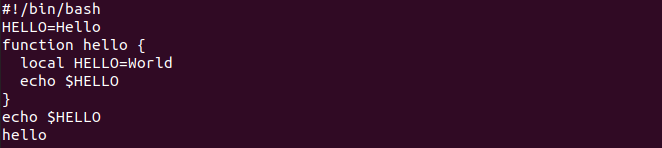 #!/bin/bash
HELLO=Hello
function hello {
  local HELLO=World
  echo $HELLO
}
echo $HELLO
hello